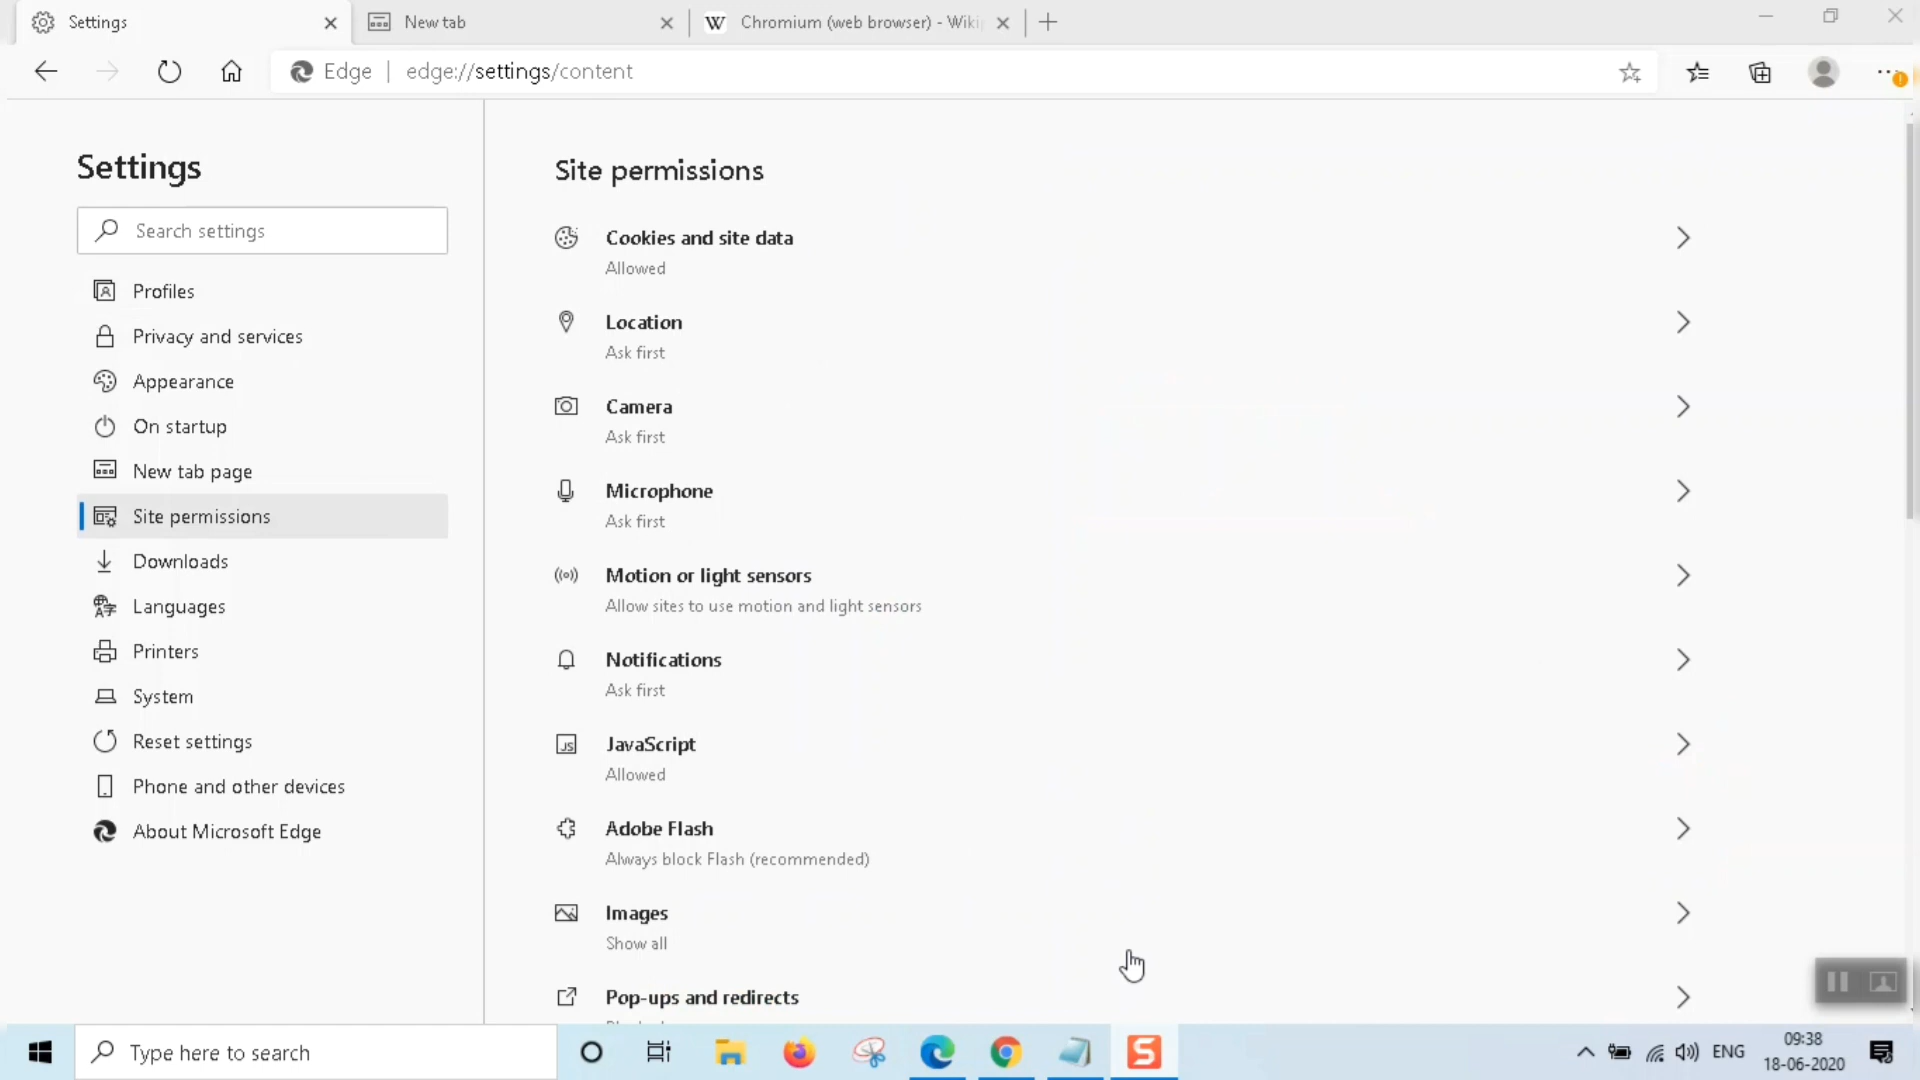 Settings
New tab
Chromium (web browser) - Wiki
Edge
edge://settings/content
Settings
Search settings
Profiles
Privacy and services
Appearance
On startup
New tab page
Site permissions
Downloads
Languages
Printers
System
Reset settings
Phone and other devices
About Microsoft Edge
Site permissions
Cookies and site data
Allowed
Location
Ask first
Camera
Ask first
Microphone
Ask first
Motion or light sensors
Allow sites to use motion and light sensors
Notifications
Ask first
JavaScript
Allowed
Adobe Flash
Always block Flash (recommended)
Images
Show all
Pop-ups and redirects
Type here to search
ENG
09:38
18-06-2020